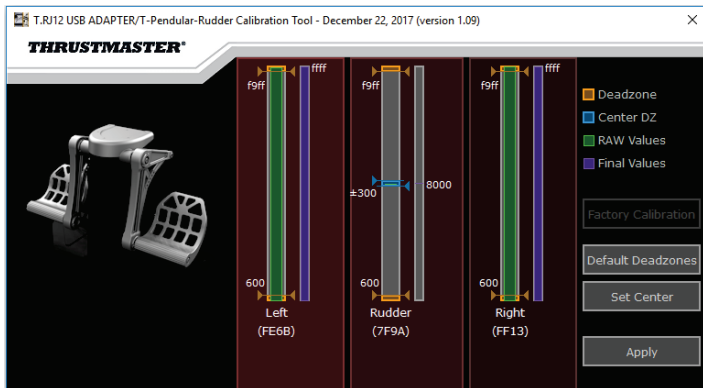 T.RJ12 USB ADAPTER/T-Pendular-Rudder Calibration Tool - December 22, 2017 (version 1.09)
THRUSTMASTER®
ffff
f9ff
600
Left
(FE6B)
f9ff
±300
8000
600
Rudder
(7F9A)
ffff
f9ff
600
Right
(FF13)
Deadzone
Center DZ
RAW Values
Final Values
Factory Calibration
Default Deadzones
Set Center
Apply